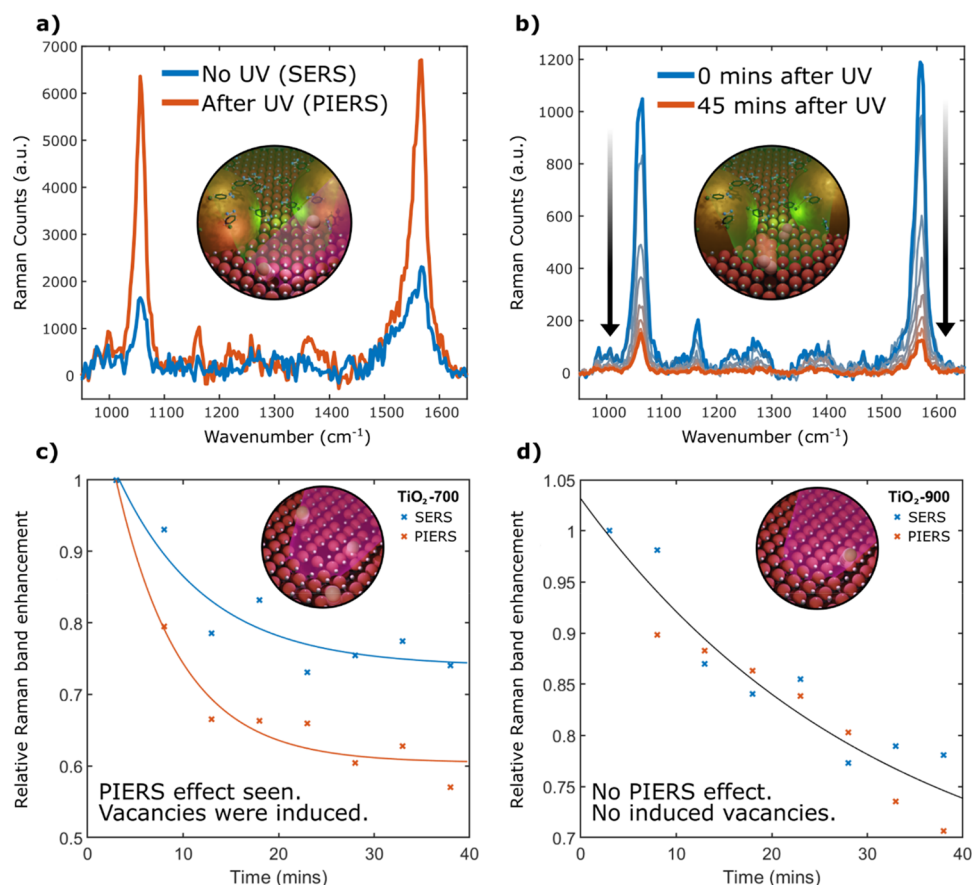 a)
7000
6000
5000
4000
3000
2000
1000
0
Raman Counts (a.u.)
No UV (SERS)
After UV (PIERS)
1000 1100 1200 1300 1400 1500 1600
Wavenumber (cm⁻¹)
b)
1200
1000
800
600
400
200
0
Raman Counts (a.u.)
0 mins after UV
45 mins after UV
1000 1100 1200 1300 1400 1500 1600
Wavenumber (cm⁻¹)
c)
1
0.9
0.8
0.7
0.6
0.5
Relative Raman band enhancement
TiO₂-700
SERS
PIERS
PIERS effect seen.
Vacancies were induced.
0 10 20 30 40
Time (mins)
d)
1.05
1
0.95
0.9
0.85
0.8
0.75
0.7
Relative Raman band enhancement
TiO₂-900
SERS
PIERS
No PIERS effect.
No induced vacancies.
0 10 20 30 40
Time (mins)